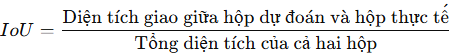 IoU = Diện tích giao giữa hộp dự đoán và hộp thực tế
Tổng diện tích của cả hai hộp